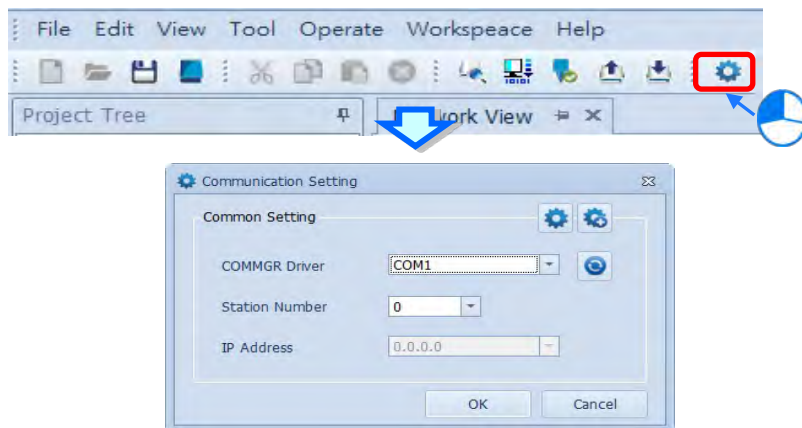 File Edit View Tool Operate Workspeace Help
Project Tree
work View
Communication Setting
Common Setting
COMMGR Driver COM1
Station Number 0
IP Address 0.0.0.0
OK Cancel